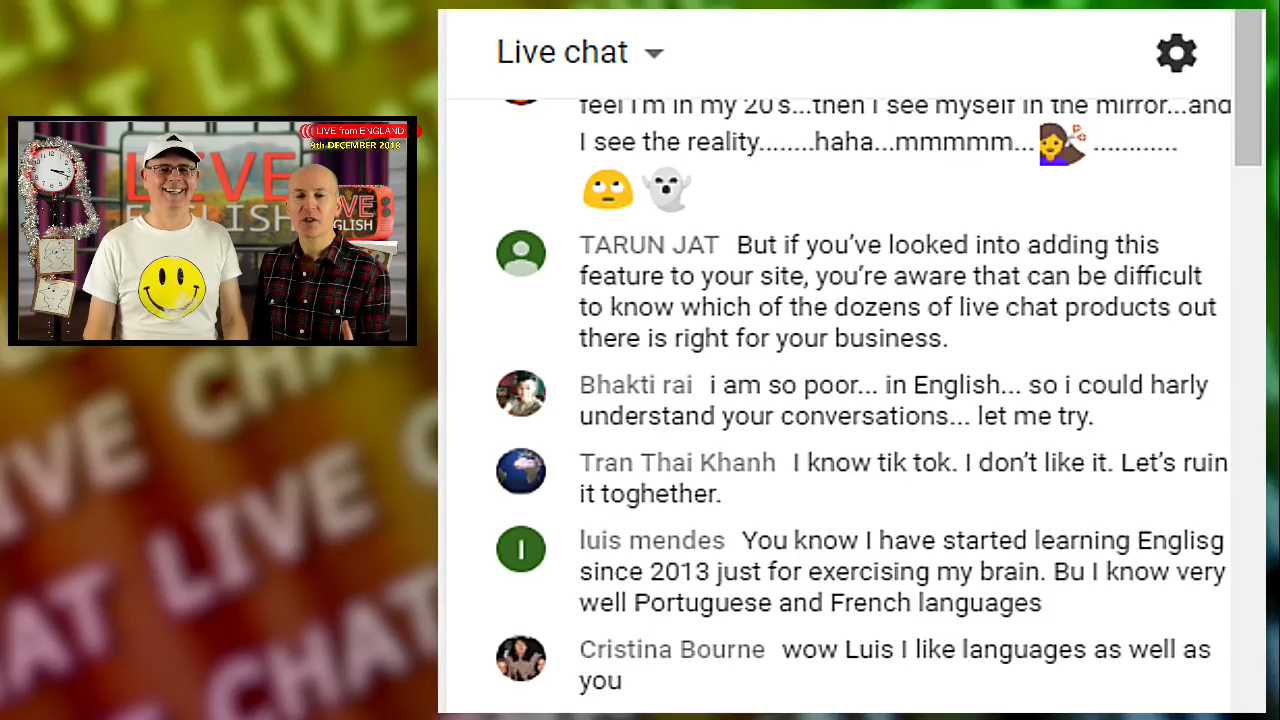 LIVE from ENGLAND
9th DECEMBER 2018
LIVE
ENGLISH
LIVE
ENGLISH
Live chat
feel I'm in my 20's...then I see myself in the mirror...and
I see the reality........haha...mmmmm... ............
TARUN JAT But if you’ve looked into adding this
feature to your site, you’re aware that can be difficult
to know which of the dozens of live chat products out
there is right for your business.
Bhakti rai i am so poor... in English... so i could harly
understand your conversations... let me try.
Tran Thai Khanh I know tik tok. I don’t like it. Let’s ruin
it toghether.
luis mendes You know I have started learning Englisg
since 2013 just for exercising my brain. Bu I know very
well Portuguese and French languages
Cristina Bourne wow Luis I like languages as well as
you
LIVE CHAT
LIVE CHAT
LIVE CHAT